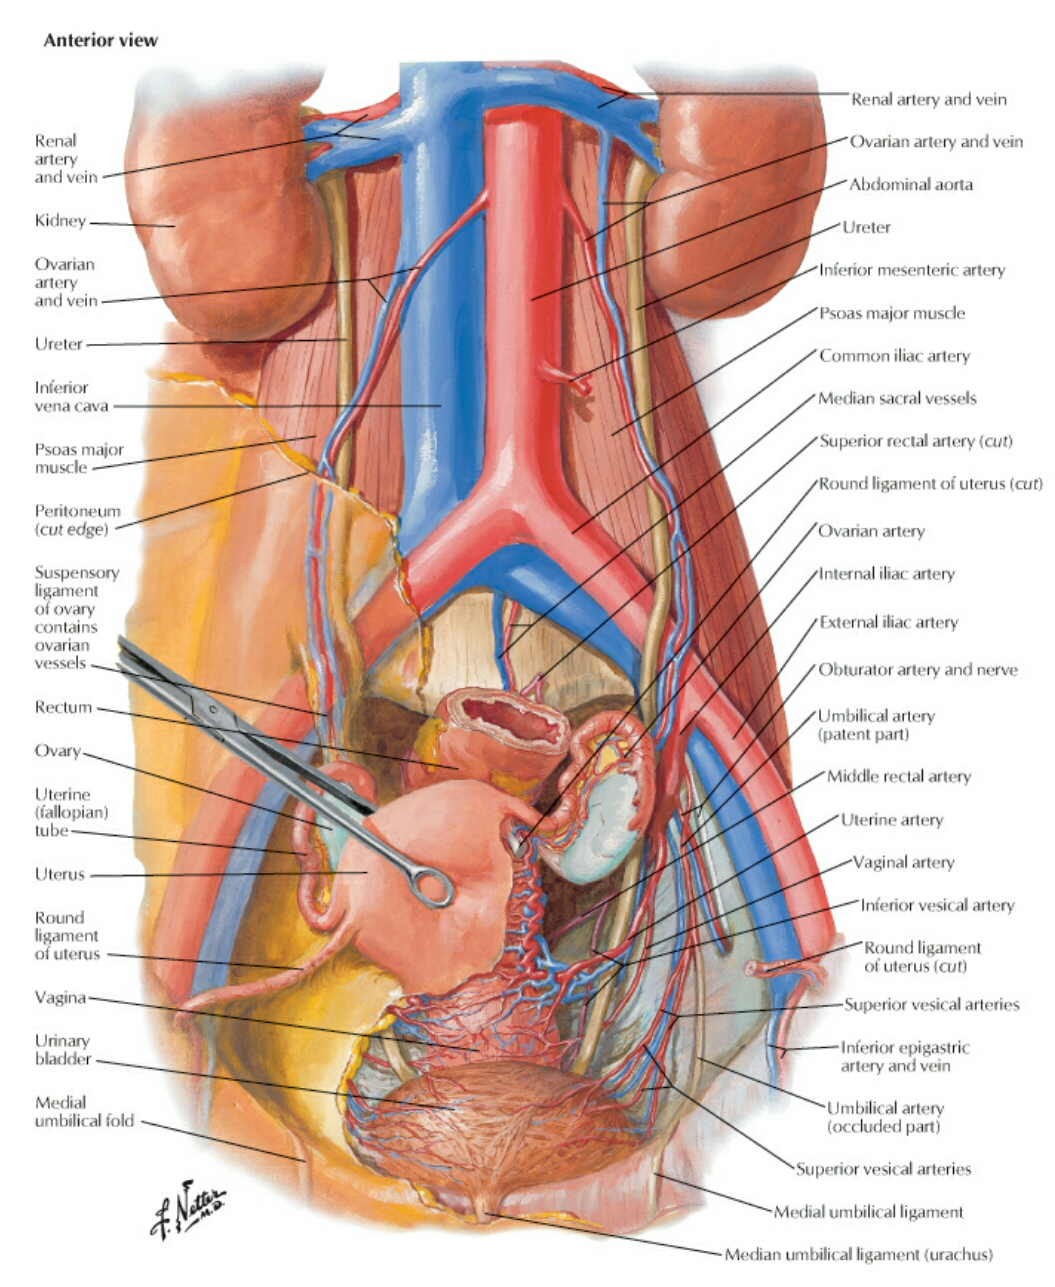 Anterior view
Renal
artery
and vein
Kidney
Ovarian
artery
and vein
Ureter
Inferior
vena cava
Psoas major
muscle
Peritoneum
(cut edge)
Suspensory
ligament
of ovary
contains
ovarian
vessels
Rectum
Ovary
Uterine
(fallopian)
tube
Uterus
Round
ligament
of uterus
Vagina
Urinary
bladder
Medial
umbilical fold
Renal artery and vein
Ovarian artery and vein
Abdominal aorta
Ureter
Inferior mesenteric artery
Psoas major muscle
Common iliac artery
Median sacral vessels
Superior rectal artery (cut)
Round ligament of uterus (cut)
Ovarian artery
Internal iliac artery
External iliac artery
Obturator artery and nerve
Umbilical artery
(patent part)
Middle rectal artery
Uterine artery
Vaginal artery
Inferior vesical artery
Round ligament
of uterus (cut)
Superior vesical arteries
Inferior epigastric
artery and vein
Umbilical artery
(occluded part)
Superior vesical arteries
Medial umbilical ligament
Median umbilical ligament (urachus)
F. Netter
M.D.